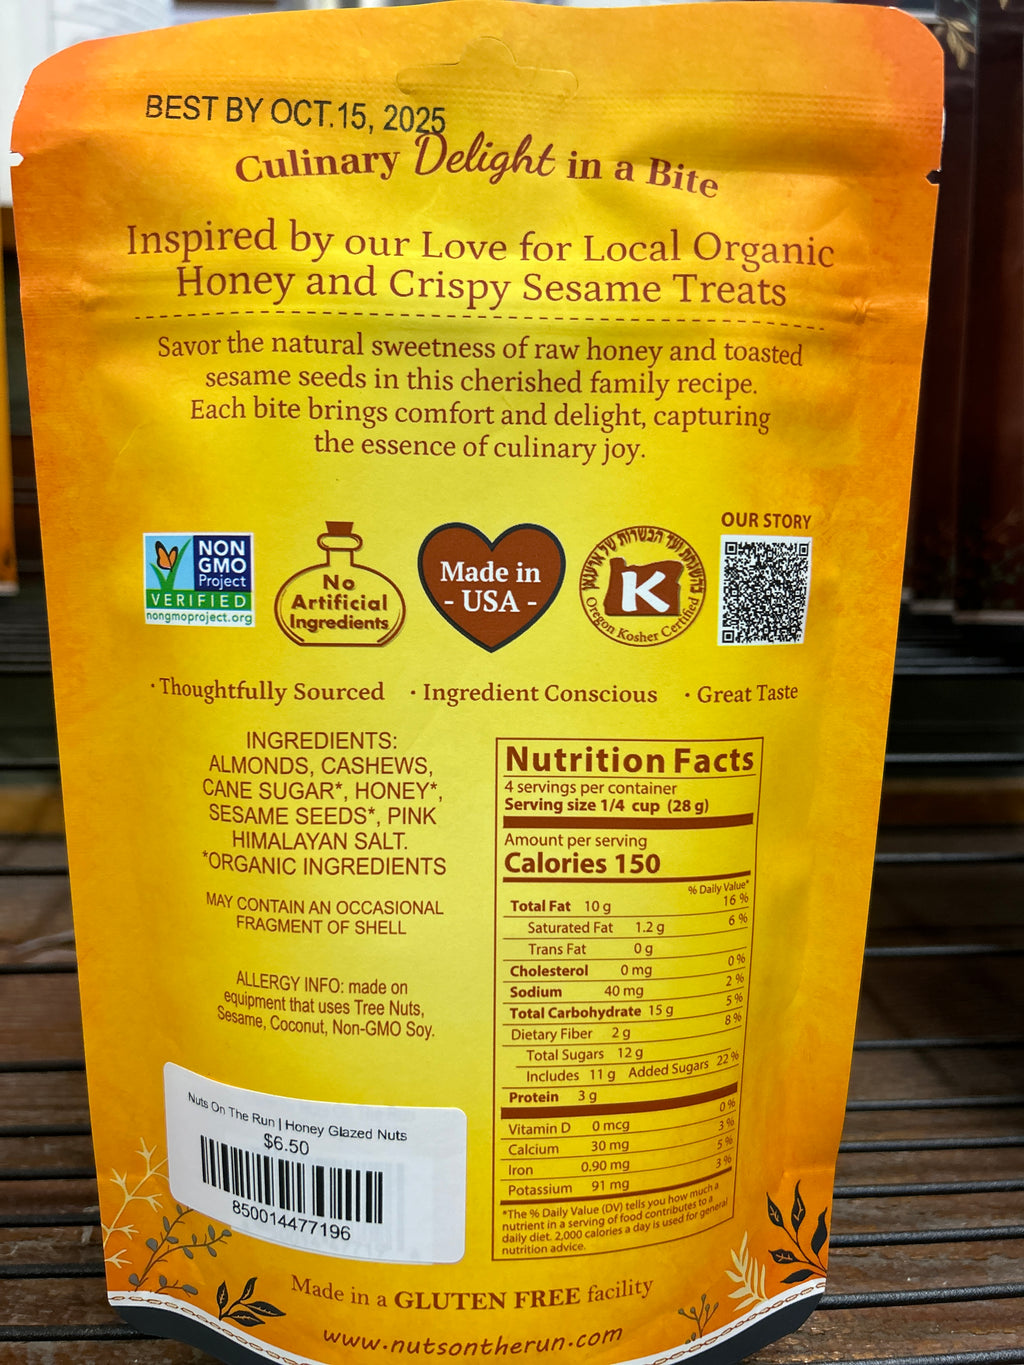 BEST BY OCT.15, 2025
Culinary Delight in a Bite
Inspired by our Love for Local Organic
Honey and Crispy Sesame Treats
Savor the natural sweetness of raw honey and toasted
sesame seeds in this cherished family recipe.
Each bite brings comfort and delight, capturing
the essence of culinary joy.
NON
GMO
Project
VERIFIED
nongmoproject.org
No
Artificial
Ingredients
Made in
- USA -
K
Oregon Kosher Certified
OUR STORY
· Thoughtfully Sourced · Ingredient Conscious · Great Taste
INGREDIENTS:
ALMONDS, CASHEWS,
CANE SUGAR*, HONEY*,
SESAME SEEDS*, PINK
HIMALAYAN SALT.
*ORGANIC INGREDIENTS
MAY CONTAIN AN OCCASIONAL
FRAGMENT OF SHELL
ALLERGY INFO: made on
equipment that uses Tree Nuts,
Sesame, Coconut, Non-GMO Soy.
Nutrition Facts
4 servings per container
Serving size 1/4 cup (28 g)
Amount per serving
Calories 150
% Daily Value*
Total Fat 10 g 16 %
Saturated Fat 1.2 g 6 %
Trans Fat 0 g
Cholesterol 0 mg 0 %
Sodium 40 mg 2 %
Total Carbohydrate 15 g 5 %
Dietary Fiber 2 g 8 %
Total Sugars 12 g
Includes 11 g Added Sugars 22 %
Protein 3 g
Vitamin D 0 mcg 0 %
Calcium 30 mg 3 %
Iron 0.90 mg 5 %
Potassium 91 mg 3 %
*The % Daily Value (DV) tells you how much a
nutrient in a serving of food contributes to a
daily diet. 2,000 calories a day is used for general
nutrition advice.
Nuts On The Run | Honey Glazed Nuts
$6.50
850014477196
Made in a GLUTEN FREE facility
www.nutsontherun.com